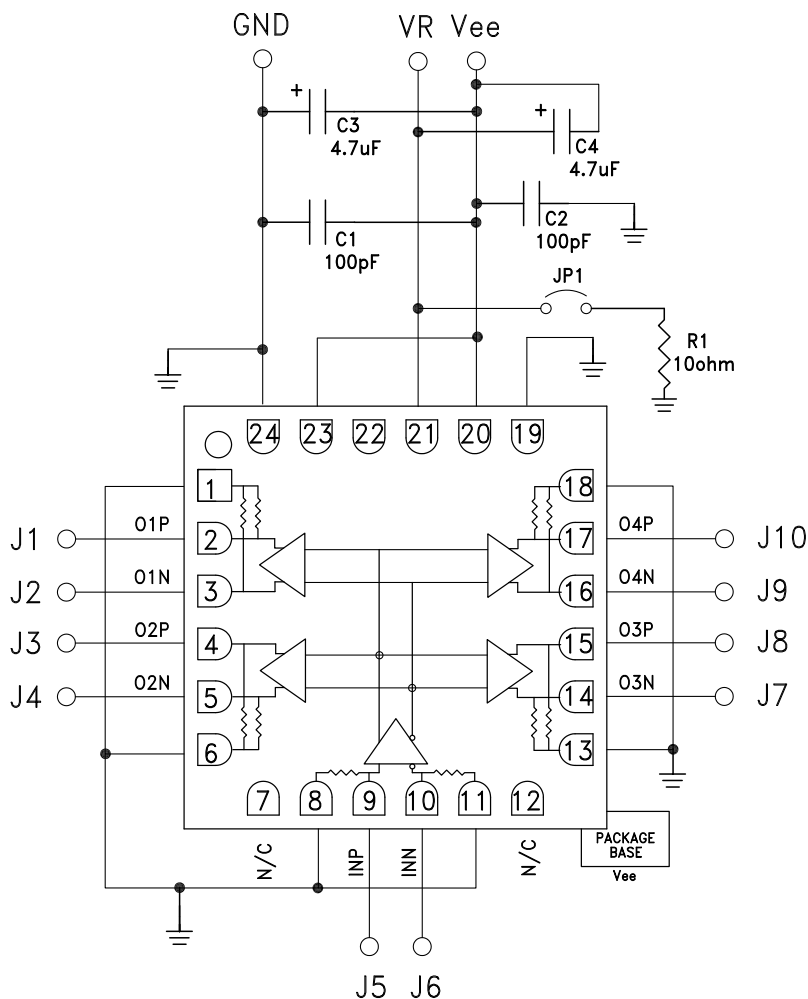 GND VR Vee
+
C3
4.7uF
+
C4
4.7uF
C1
100pF
C2
100pF
JP1
R1
10ohm
24 23 22 21 20 19
1 18
J1 O1P 2 17 O4P J10
J2 O1N 3 16 O4N J9
J3 O2P 4 15 O3P J8
J4 O2N 5 14 O3N J7
6 13
7 8 9 10 11 12
N/C INP INN N/C
PACKAGE
BASE
Vee
J5 J6